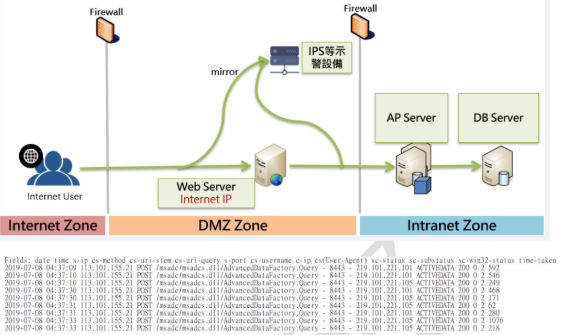 Firewall
Firewall
IPS等示
警設備
mirror
AP Server
DB Server
Internet User
Web Server
Internet IP
Internet Zone
DMZ Zone
Intranet Zone
Fields: date time s-ip cs-method cs-uri-stem cs-uri-query s-port cs-username c-ip cs(User-Agent) sc-status sc-substatus sc-win32-status time-taken
2019-07-08 04:37:09 113.101.155.21 POST /msadc/msadcs.dll/AdvancedDataFactory.Query - 8443 - 219.101.221.101 ACTIVEDATA 200 0 2 592
2019-07-08 04:37:10 113.101.155.21 POST /msadc/msadcs.dll/AdvancedDataFactory.Query - 8443 - 219.101.221.105 ACTIVEDATA 200 0 2 546
2019-07-08 04:37:10 113.101.155.21 POST /msadc/msadcs.dll/AdvancedDataFactory.Query - 8443 - 219.101.221.101 ACTIVEDATA 200 0 2 249
2019-07-08 04:37:30 113.101.155.21 POST /msadc/msadcs.dll/AdvancedDataFactory.Query - 8443 - 219.101.221.105 ACTIVEDATA 200 0 2 468
2019-07-08 04:37:31 113.101.155.21 POST /msadc/msadcs.dll/AdvancedDataFactory.Query - 8443 - 219.101.221.105 ACTIVEDATA 200 0 2 171
2019-07-08 04:37:31 113.101.155.21 POST /msadc/msadcs.dll/AdvancedDataFactory.Query - 8443 - 219.101.221.105 ACTIVEDATA 200 0 2 62
2019-07-08 04:37:33 113.101.155.21 POST /msadc/msadcs.dll/AdvancedDataFactory.Query - 8443 - 219.101.221.101 ACTIVEDATA 200 0 2 280
2019-07-08 04:37:33 113.101.155.21 POST /msadc/msadcs.dll/AdvancedDataFactory.Query - 8443 - 219.101.221.105 ACTIVEDATA 200 0 2 1076
2019-07-08 04:37:33 113.101.155.21 POST /msadc/msadcs.dll/AdvancedDataFactory.Query - 8443 - 219.101.221.101 ACTIVEDATA 200 0 2 218